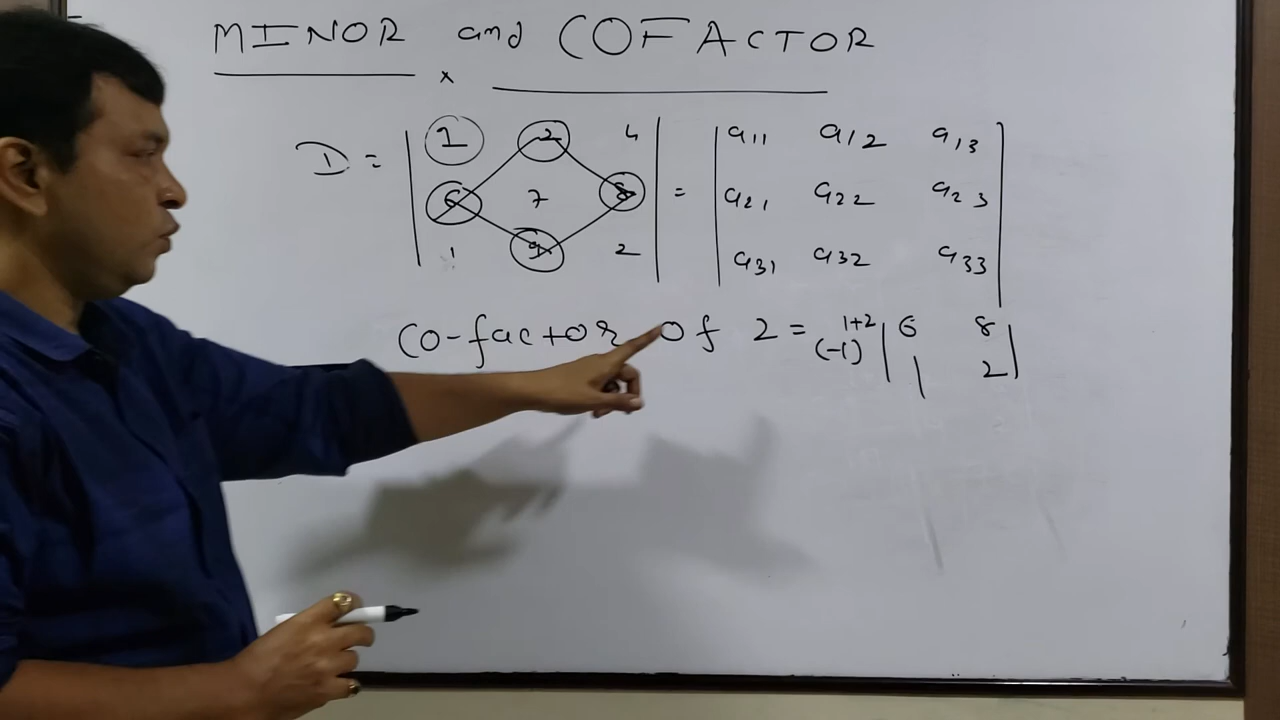 MINOR and COFACTOR
x
D = | 1 2 4 | = | a11 a12 a13 |
| 6 7 8 | | a21 a22 a23 |
| 1 9 2 | | a31 a32 a33 |
Co-factor of 2 = (-1)^1+2 | 6 8 |
| 1 2 |